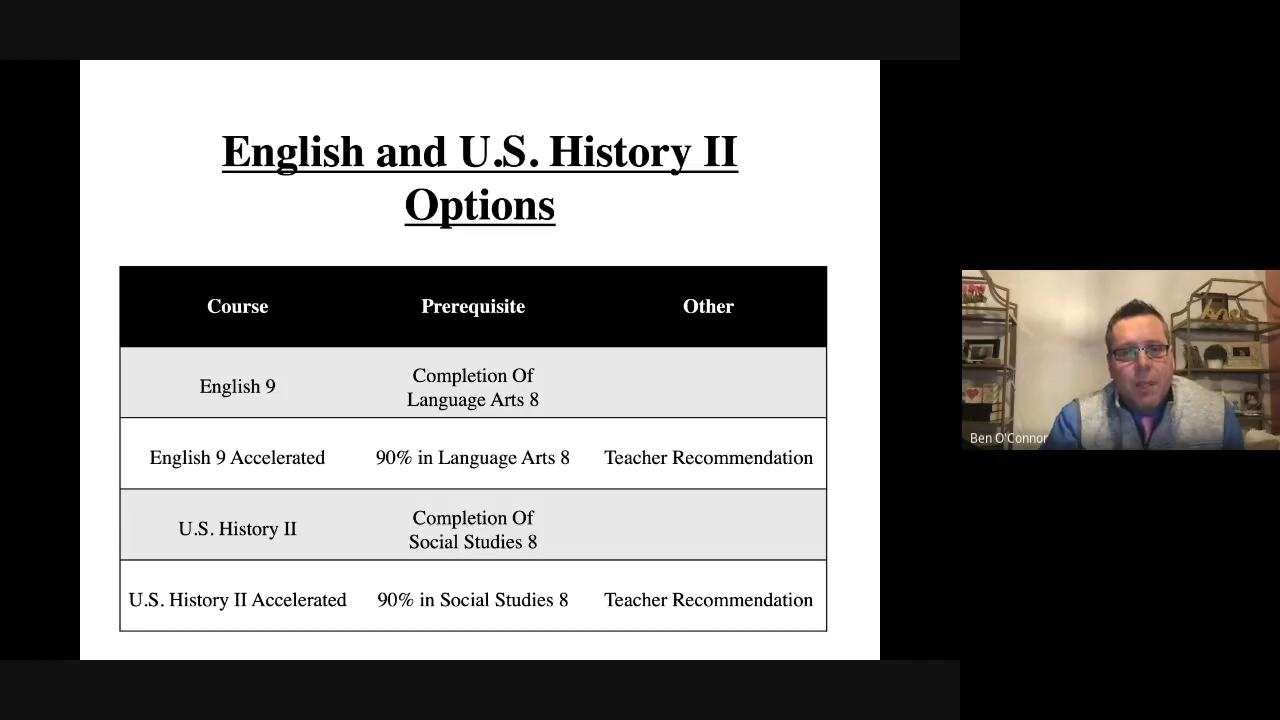 English and U.S. History II
Options
Course Prerequisite Other
English 9
Completion Of
Language Arts 8
English 9 Accelerated 90% in Language Arts 8 Teacher Recommendation
U.S. History II
Completion Of
Social Studies 8
U.S. History II Accelerated 90% in Social Studies 8 Teacher Recommendation
Ben O'Connor